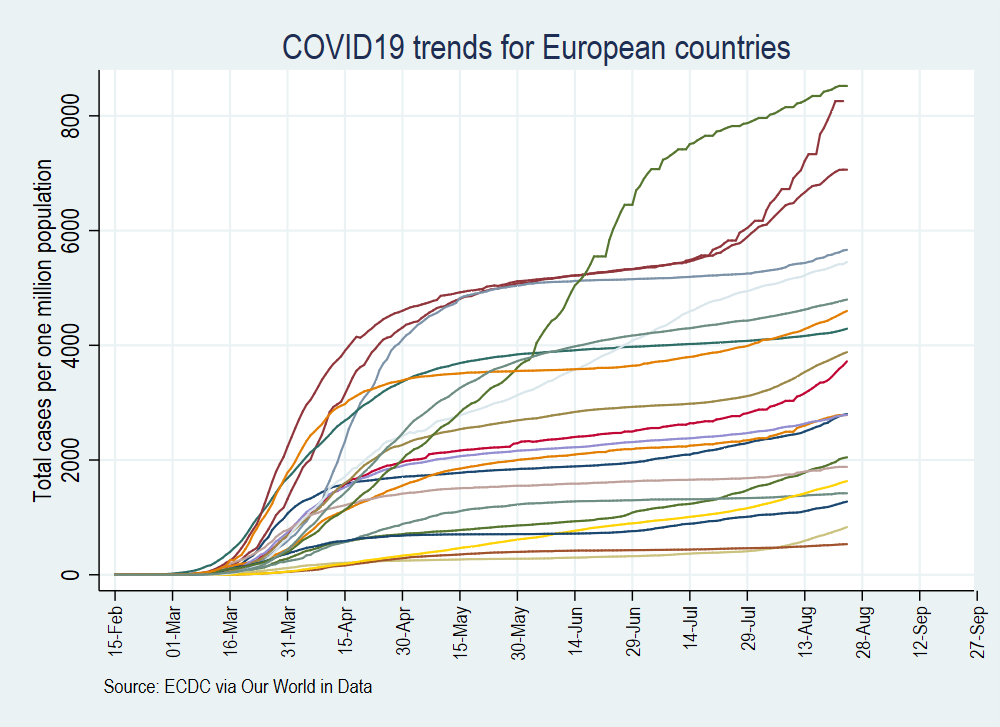 COVID19 trends for European countries
Total cases per one million population
8000
6000
4000
2000
0
15-Feb
01-Mar
16-Mar
31-Mar
15-Apr
30-Apr
15-May
30-May
14-Jun
29-Jun
14-Jul
29-Jul
13-Aug
28-Aug
12-Sep
27-Sep
Source: ECDC via Our World in Data